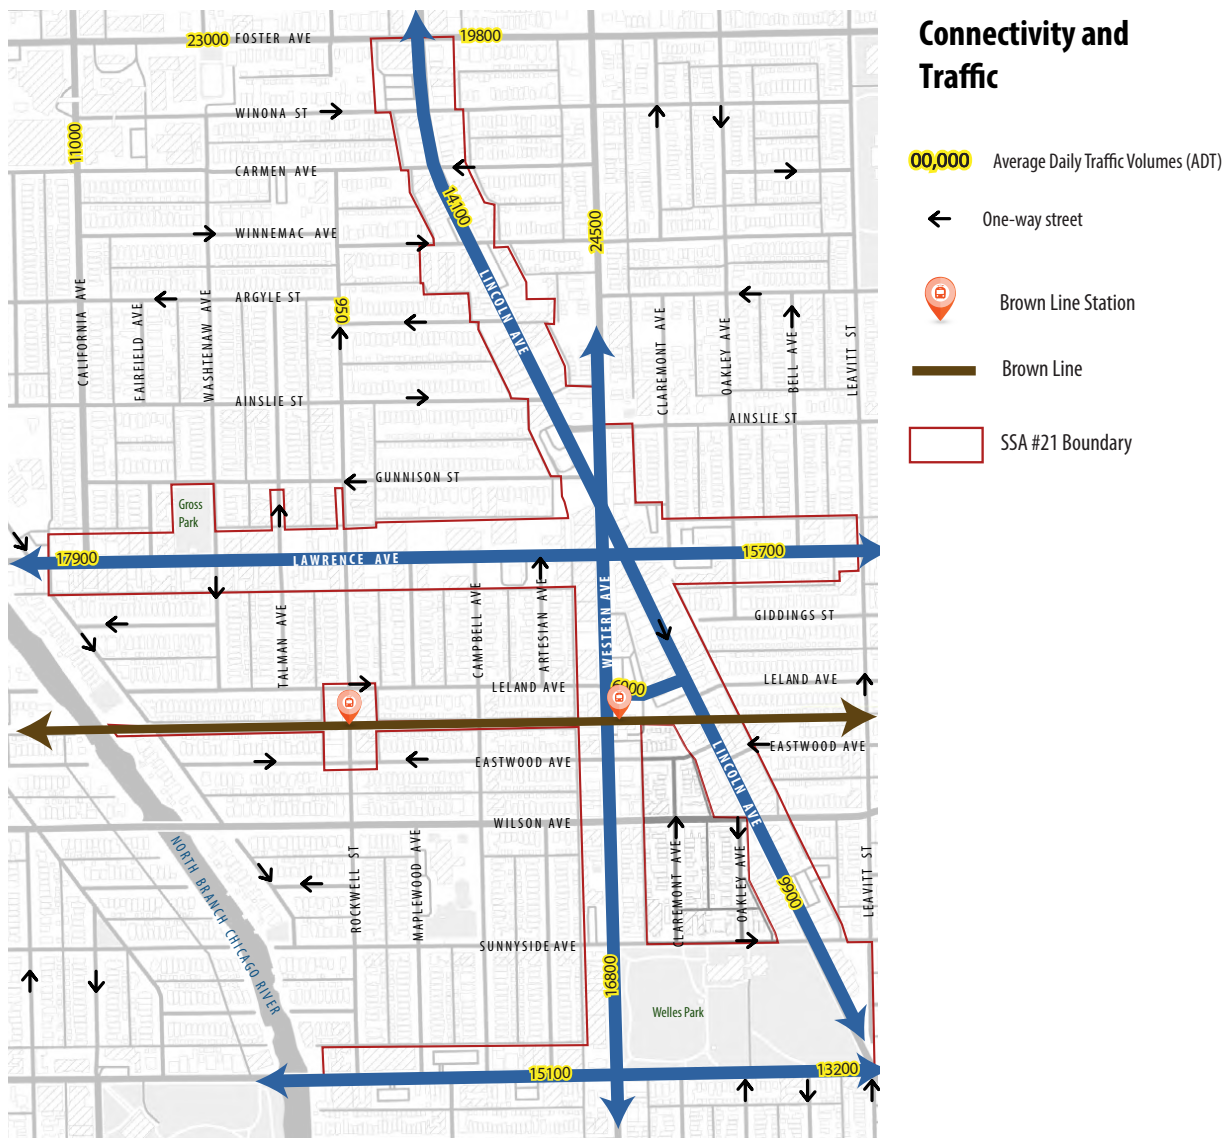 Connectivity and
Traffic
00,000 Average Daily Traffic Volumes (ADT)
One-way street
Brown Line Station
Brown Line
SSA #21 Boundary
23000 FOSTER AVE
19800
11000
WINONA ST
CARMEN AVE
14100
24500
WINNEMAC AVE
ARGYLE ST
950
CALIFORNIA AVE
FAIRFIELD AVE
WASHTENAW AVE
LINCOLN AVE
CLAREMONT AVE
OAKLEY AVE
BELL AVE
LEAVITT ST
AINSLIE ST
AINSLIE ST
GUNNISON ST
Gross
Park
17900
LAWRENCE AVE
15700
TALMAN AVE
CAMPBELL AVE
ARTESIAN AVE
WESTERN AVE
GIDDINGS ST
LELAND AVE
LELAND AVE
EASTWOOD AVE
EASTWOOD AVE
LINCOLN AVE
WILSON AVE
NORTH BRANCH CHICAGO RIVER
ROCKWELL ST
MAPLEWOOD AVE
CLAREMONT AVE
OAKLEY AVE
9900
LEAVITT ST
SUNNYSIDE AVE
16800
Welles Park
15100
13200